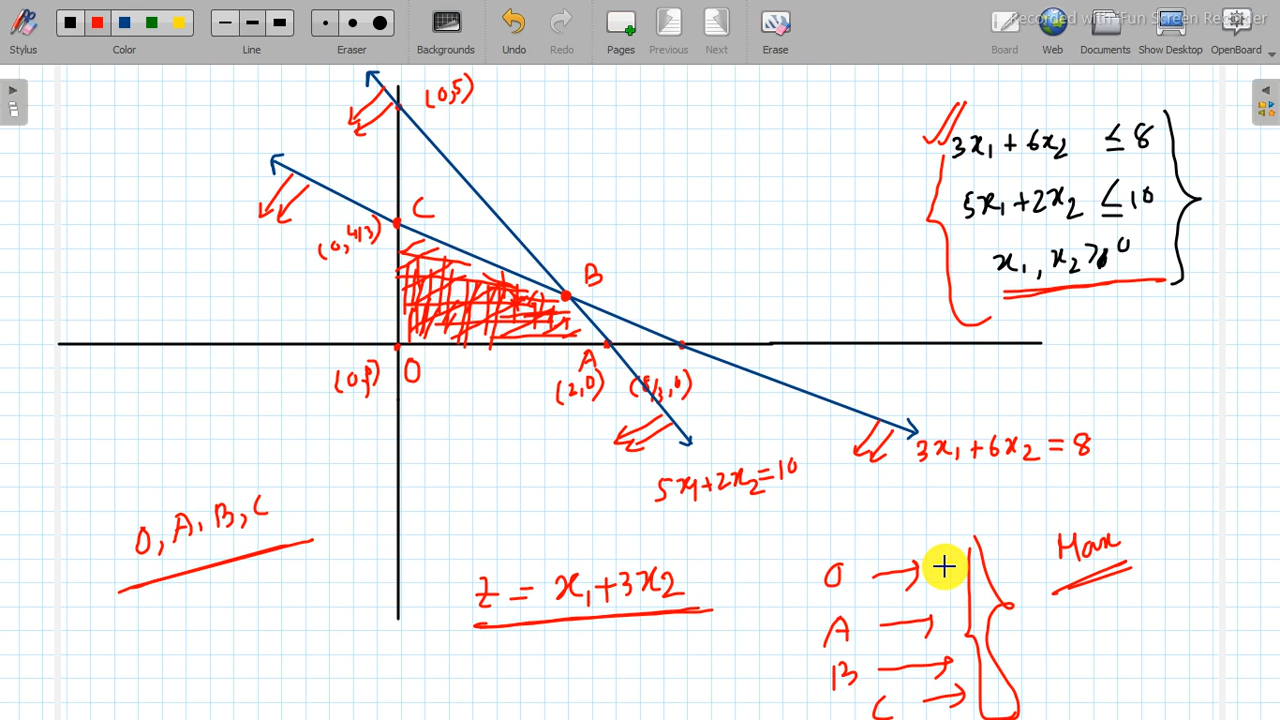 Recorded with iFun Screen Recorder
Stylus Color Line Eraser Backgrounds Undo Redo Pages Previous Next Erase Board Web Documents Show Desktop OpenBoard
(0,5)
3x₁ + 6x₂ ≤ 8
5x₁ + 2x₂ ≤ 10
x₁, x₂ ≥ 0
C
(0, 4/3)
B
A
(0,0) O
(2,0) (8/3, 0)
3x₁ + 6x₂ = 8
5x₁+2x₂=10
O, A, B, C
Z = x₁+3x₂
Max
O →
A →
B →
C →